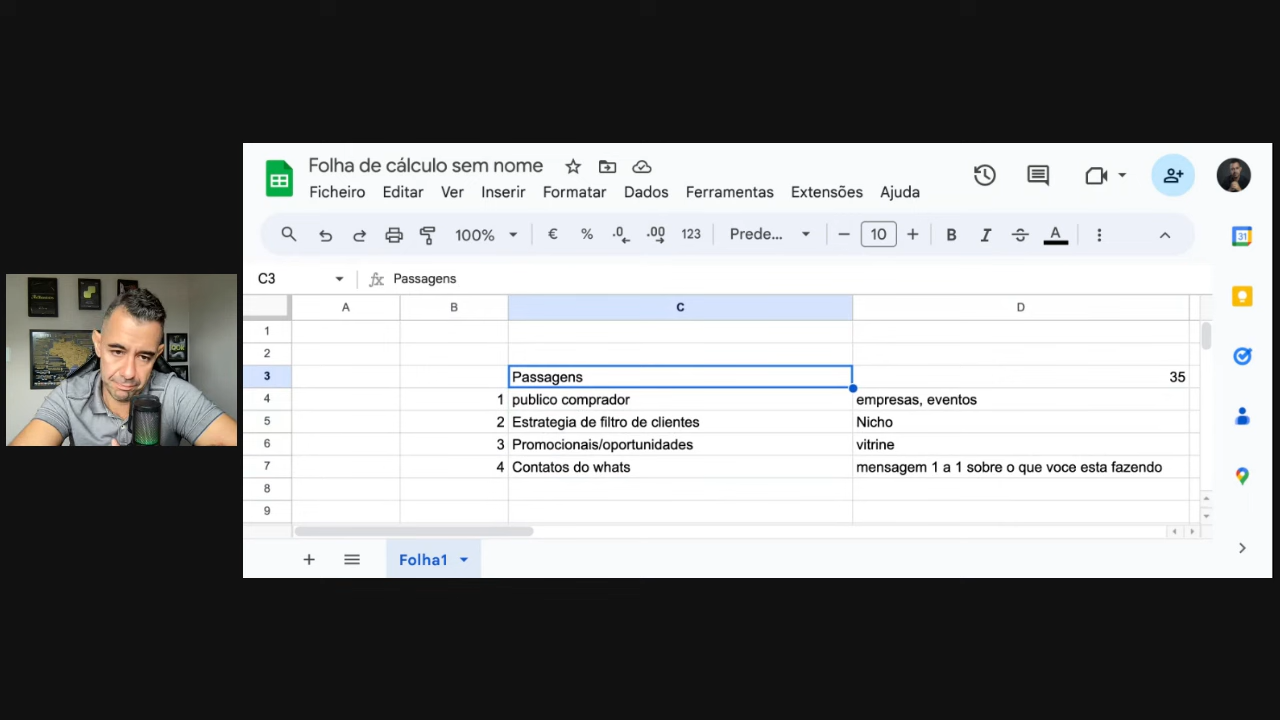 Folha de cálculo sem nome
Ficheiro Editar Ver Inserir Formatar Dados Ferramentas Extensões Ajuda
100% € % .0 .00 123 Prede... 10 B I A
C3 fx Passagens
A B C D
1
2
3 Passagens 35
4 1 publico comprador empresas, eventos
5 2 Estrategia de filtro de clientes Nicho
6 3 Promocionais/oportunidades vitrine
7 4 Contatos do whats mensagem 1 a 1 sobre o que voce esta fazendo
8
9
Folha1
31